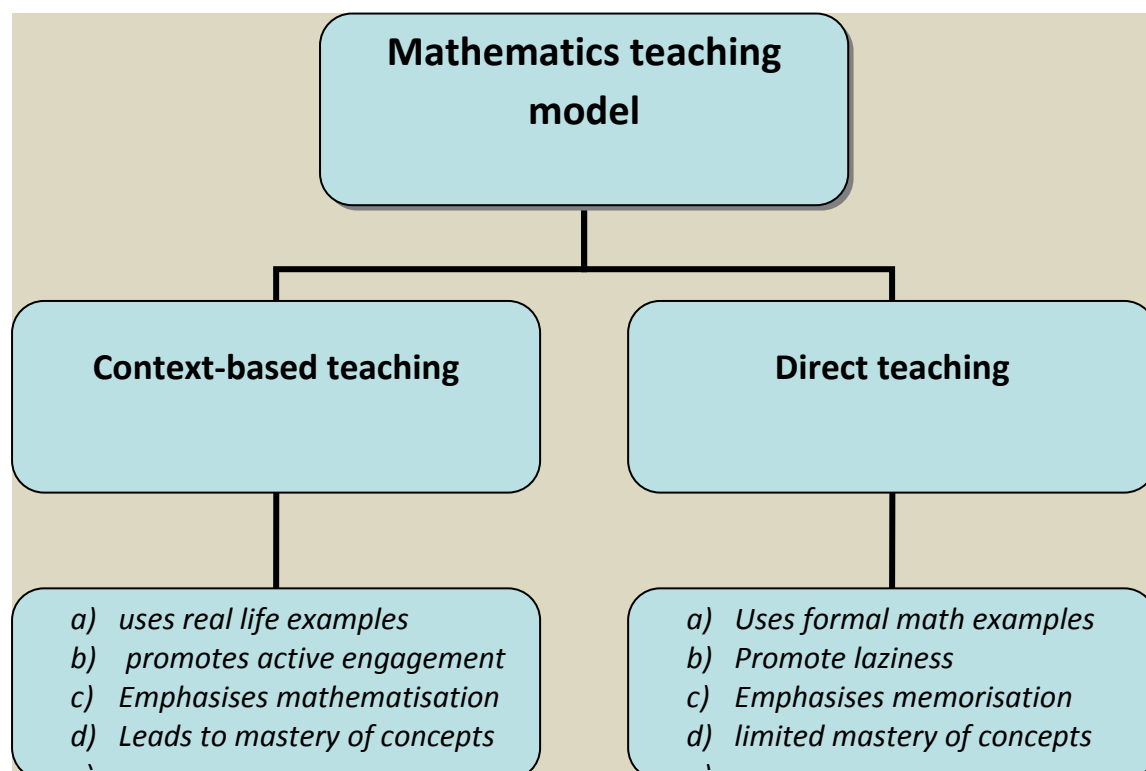 Mathematics teaching
model
Context-based teaching
Direct teaching
a) uses real life examples
b) promotes active engagement
c) Emphasises mathematisation
d) Leads to mastery of concepts
a) Uses formal math examples
b) Promote laziness
c) Emphasises memorisation
d) limited mastery of concepts